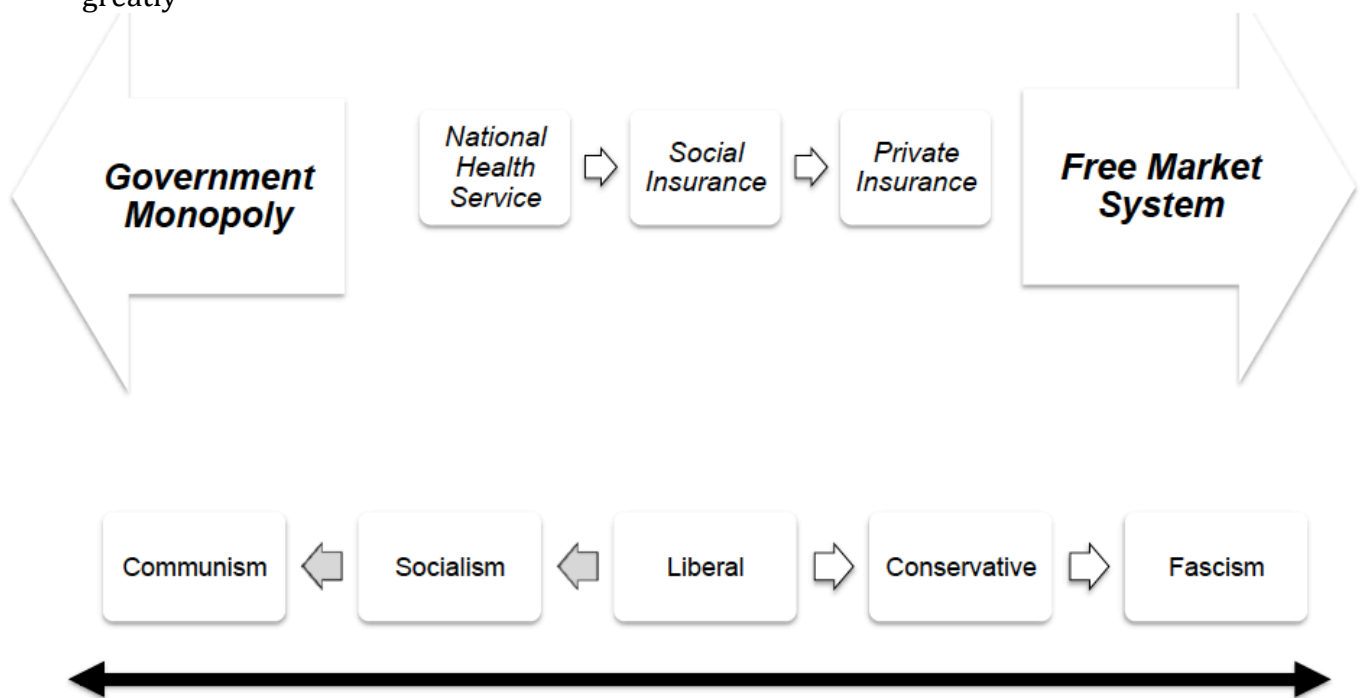 greatly
Government
Monopoly
National
Health
Service
Social
Insurance
Private
Insurance
Free Market
System
Communism
Socialism
Liberal
Conservative
Fascism